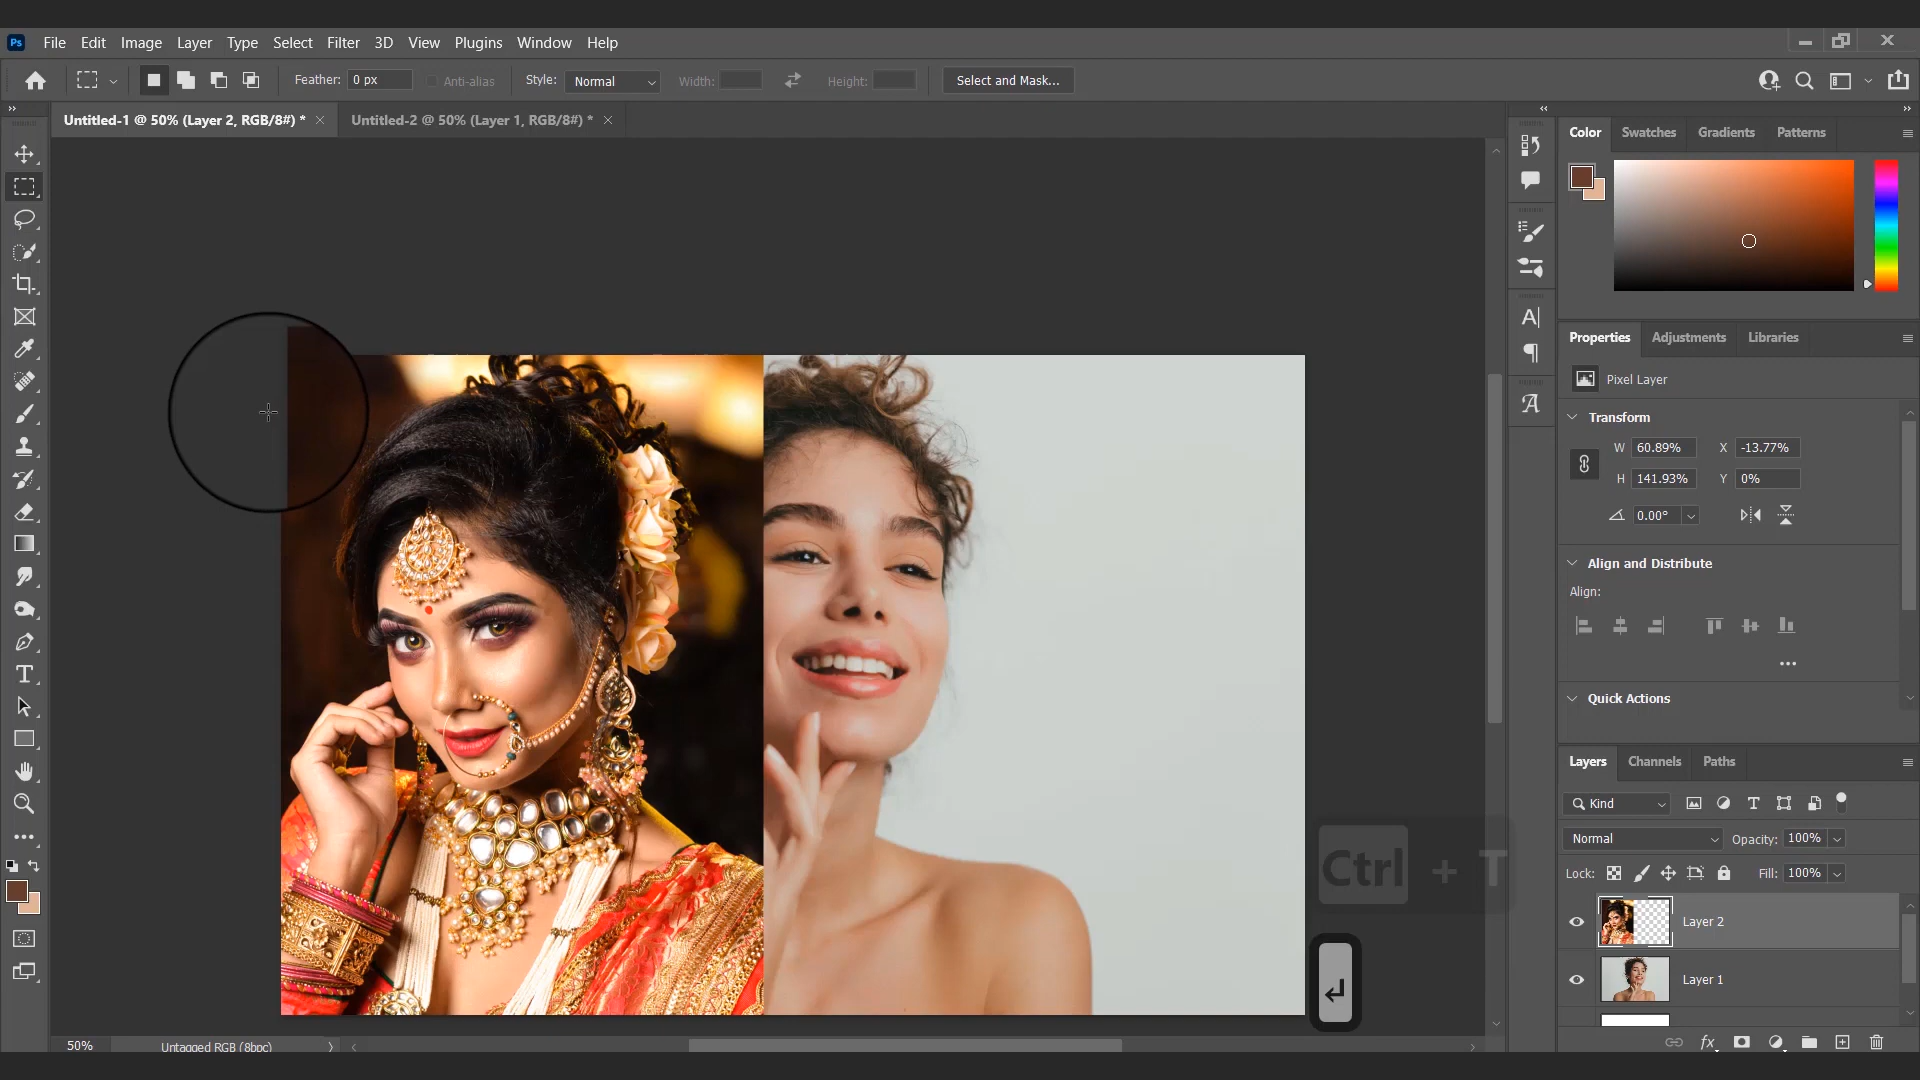 Ps File Edit Image Layer Type Select Filter 3D View Plugins Window Help
Feather: 0 px Anti-alias Style: Normal Width: Height: Select and Mask...
Untitled-1 @ 50% (Layer 2, RGB/8#) * Untitled-2 @ 50% (Layer 1, RGB/8#) *
Color Swatches Gradients Patterns
Properties Adjustments Libraries
Pixel Layer
Transform
W 60.89% X -13.77%
H 141.93% Y 0%
0.00°
Align and Distribute
Align:
Quick Actions
Layers Channels Paths
Kind
Normal Opacity: 100%
Lock: Fill: 100%
Layer 2
Layer 1
Ctrl + T
50% Untagged RGB (8bpc)
fx